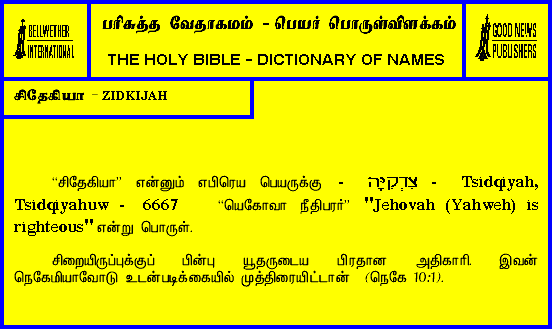 BELLWETHER
INTERNATIONAL
பரிசுத்த வேதாகமம் - பெயர் பொருள்விளக்கம்
THE HOLY BIBLE - DICTIONARY OF NAMES
GOOD NEWS
PUBLISHERS
சிதேகியா - ZIDKIJAH
“சிதேகியா” என்னும் எபிரெய பெயருக்கு - צִדְקִיָּה - Tsidqiyah,
Tsidqiyahuw - 6667 “யெகோவா நீதிபரர்” "Jehovah (Yahweh) is
righteous" என்று பொருள்.
சிறையிருப்புக்குப் பின்பு யூதருடைய பிரதான அதிகாரி. இவன்
நெகேமியாவோடு உடன்படிக்கையில் முத்திரையிட்டான் (நெகே 10:1).